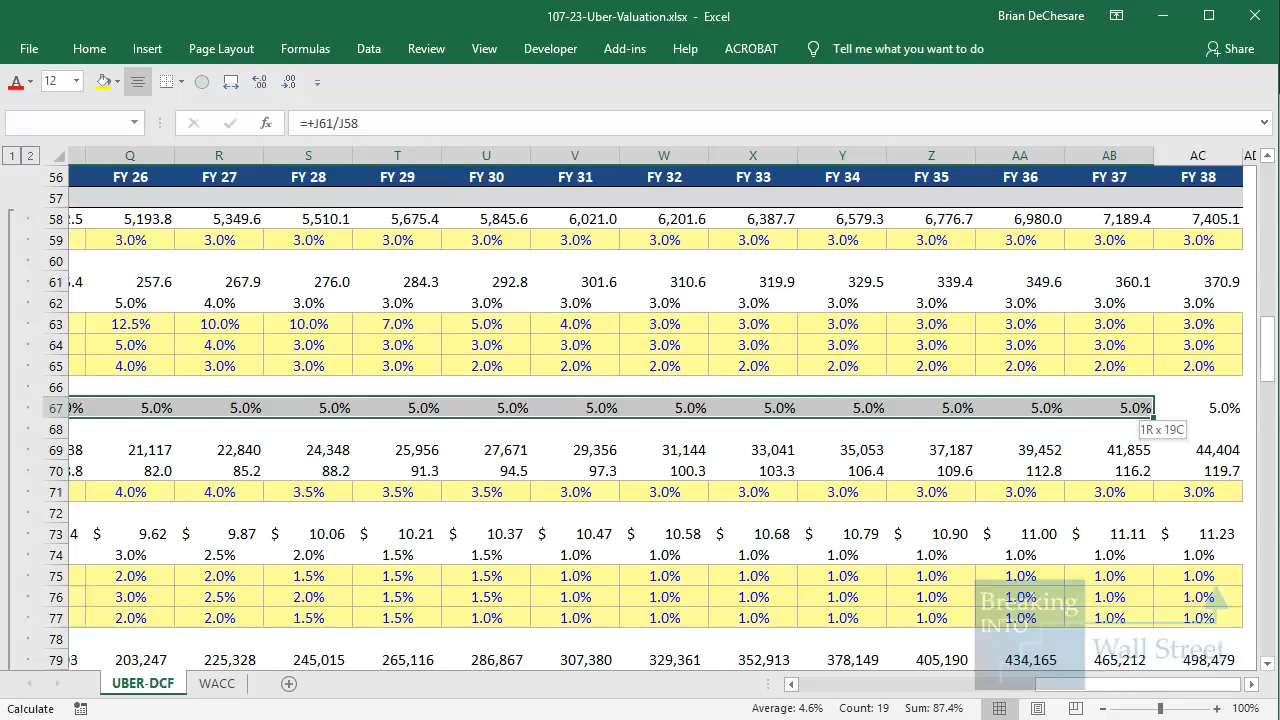 107-23-Uber-Valuation.xlsx - Excel Brian DeChesare
File Home Insert Page Layout Formulas Data Review View Developer Add-ins Help ACROBAT Tell me what you want to do Share
A 12
fx =+J61/J58
1 2 Q R S T U V W X Y Z AA AB AC AD
56 FY 26 FY 27 FY 28 FY 29 FY 30 FY 31 FY 32 FY 33 FY 34 FY 35 FY 36 FY 37 FY 38
57
58 2.5 5,193.8 5,349.6 5,510.1 5,675.4 5,845.6 6,021.0 6,201.6 6,387.7 6,579.3 6,776.7 6,980.0 7,189.4 7,405.1
59 3.0% 3.0% 3.0% 3.0% 3.0% 3.0% 3.0% 3.0% 3.0% 3.0% 3.0% 3.0% 3.0%
60
61 .4 257.6 267.9 276.0 284.3 292.8 301.6 310.6 319.9 329.5 339.4 349.6 360.1 370.9
62 5.0% 4.0% 3.0% 3.0% 3.0% 3.0% 3.0% 3.0% 3.0% 3.0% 3.0% 3.0% 3.0%
63 12.5% 10.0% 10.0% 7.0% 5.0% 4.0% 3.0% 3.0% 3.0% 3.0% 3.0% 3.0% 3.0%
64 5.0% 4.0% 3.0% 3.0% 3.0% 3.0% 3.0% 3.0% 3.0% 3.0% 3.0% 3.0% 3.0%
65 4.0% 3.0% 3.0% 3.0% 2.0% 2.0% 2.0% 2.0% 2.0% 2.0% 2.0% 2.0% 2.0%
66
67 9% 5.0% 5.0% 5.0% 5.0% 5.0% 5.0% 5.0% 5.0% 5.0% 5.0% 5.0% 5.0% 5.0%
68 1R x 19C
69 38 21,117 22,840 24,348 25,956 27,671 29,356 31,144 33,041 35,053 37,187 39,452 41,855 44,404
70 .8 82.0 85.2 88.2 91.3 94.5 97.3 100.3 103.3 106.4 109.6 112.8 116.2 119.7
71 4.0% 4.0% 3.5% 3.5% 3.5% 3.0% 3.0% 3.0% 3.0% 3.0% 3.0% 3.0% 3.0%
72
73 4 $ 9.62 $ 9.87 $ 10.06 $ 10.21 $ 10.37 $ 10.47 $ 10.58 $ 10.68 $ 10.79 $ 10.90 $ 11.00 $ 11.11 $ 11.23
74 3.0% 2.5% 2.0% 1.5% 1.5% 1.0% 1.0% 1.0% 1.0% 1.0% 1.0% 1.0% 1.0%
75 2.0% 2.0% 1.5% 1.5% 1.5% 1.0% 1.0% 1.0% 1.0% 1.0% 1.0% 1.0% 1.0%
76 3.0% 2.5% 2.0% 1.5% 1.5% 1.0% 1.0% 1.0% 1.0% 1.0% 1.0% 1.0% 1.0%
77 2.0% 2.0% 1.5% 1.5% 1.0% 1.0% 1.0% 1.0% 1.0% 1.0% 1.0% 1.0% 1.0%
Breaking
INTO
Wall Street
78
79 203,247 225,328 245,015 265,116 286,867 307,380 329,361 352,913 378,149 405,190 434,165 465,212 498,479
UBER-DCF WACC
Calculate Average: 4.6% Count: 19 Sum: 87.4% 100%